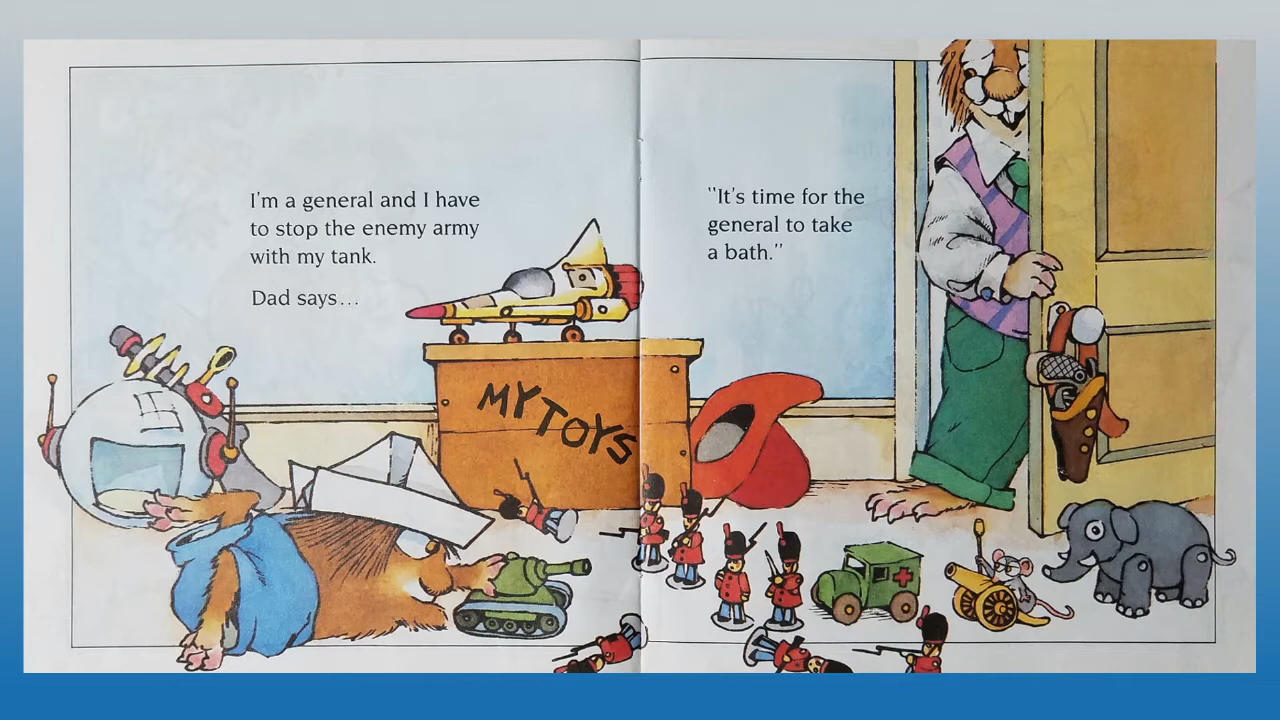 I'm a general and I have
to stop the enemy army
with my tank.
Dad says...
"It's time for the
general to take
a bath."
MY TOYS